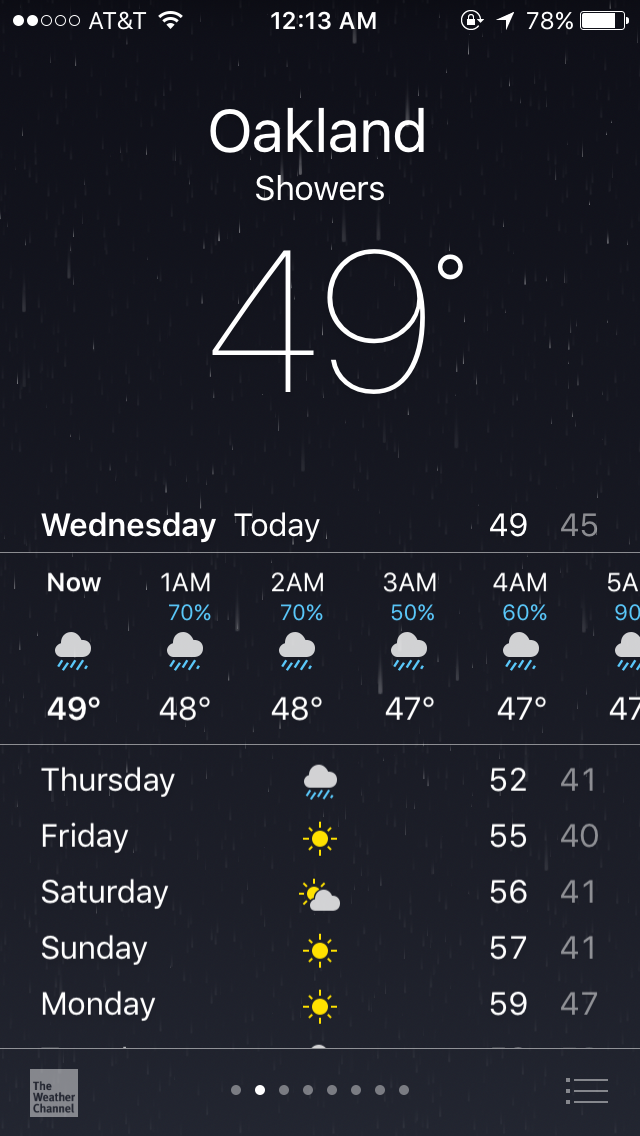 AT&T 12:13 AM 78%
Oakland
Showers
49°
Wednesday Today 49 45
Now 1AM 2AM 3AM 4AM 5A
70% 70% 50% 60% 90
49° 48° 48° 47° 47° 47
Thursday 52 41
Friday 55 40
Saturday 56 41
Sunday 57 41
Monday 59 47
The
Weather
Channel